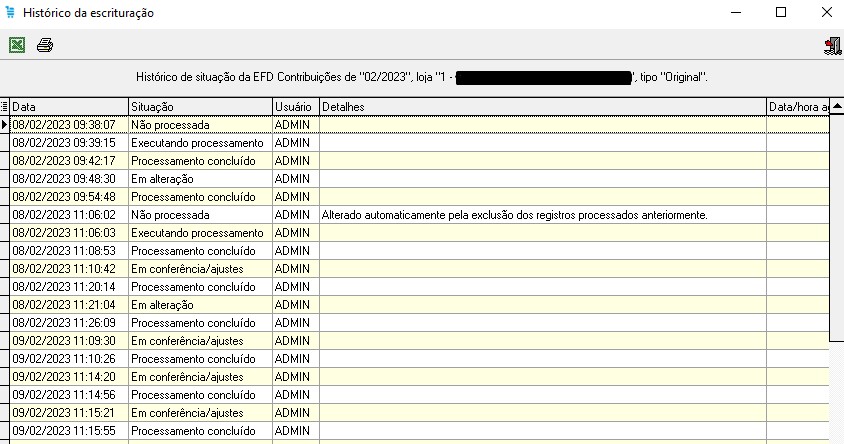 Histórico da escrituração
Histórico de situação da EFD Contribuições de "02/2023", loja "1 - ", tipo "Original".
Data Situação Usuário Detalhes Data/hora ag
08/02/2023 09:38:07 Não processada ADMIN
08/02/2023 09:39:15 Executando processamento ADMIN
08/02/2023 09:42:17 Processamento concluído ADMIN
08/02/2023 09:48:30 Em alteração ADMIN
08/02/2023 09:54:48 Processamento concluído ADMIN
08/02/2023 11:06:02 Não processada ADMIN Alterado automaticamente pela exclusão dos registros processados anteriormente.
08/02/2023 11:06:03 Executando processamento ADMIN
08/02/2023 11:08:53 Processamento concluído ADMIN
08/02/2023 11:10:42 Em conferência/ajustes ADMIN
08/02/2023 11:20:14 Processamento concluído ADMIN
08/02/2023 11:21:04 Em alteração ADMIN
08/02/2023 11:26:09 Processamento concluído ADMIN
09/02/2023 11:09:30 Em conferência/ajustes ADMIN
09/02/2023 11:10:26 Processamento concluído ADMIN
09/02/2023 11:14:20 Em conferência/ajustes ADMIN
09/02/2023 11:14:56 Processamento concluído ADMIN
09/02/2023 11:15:21 Em conferência/ajustes ADMIN
09/02/2023 11:15:55 Processamento concluído ADMIN